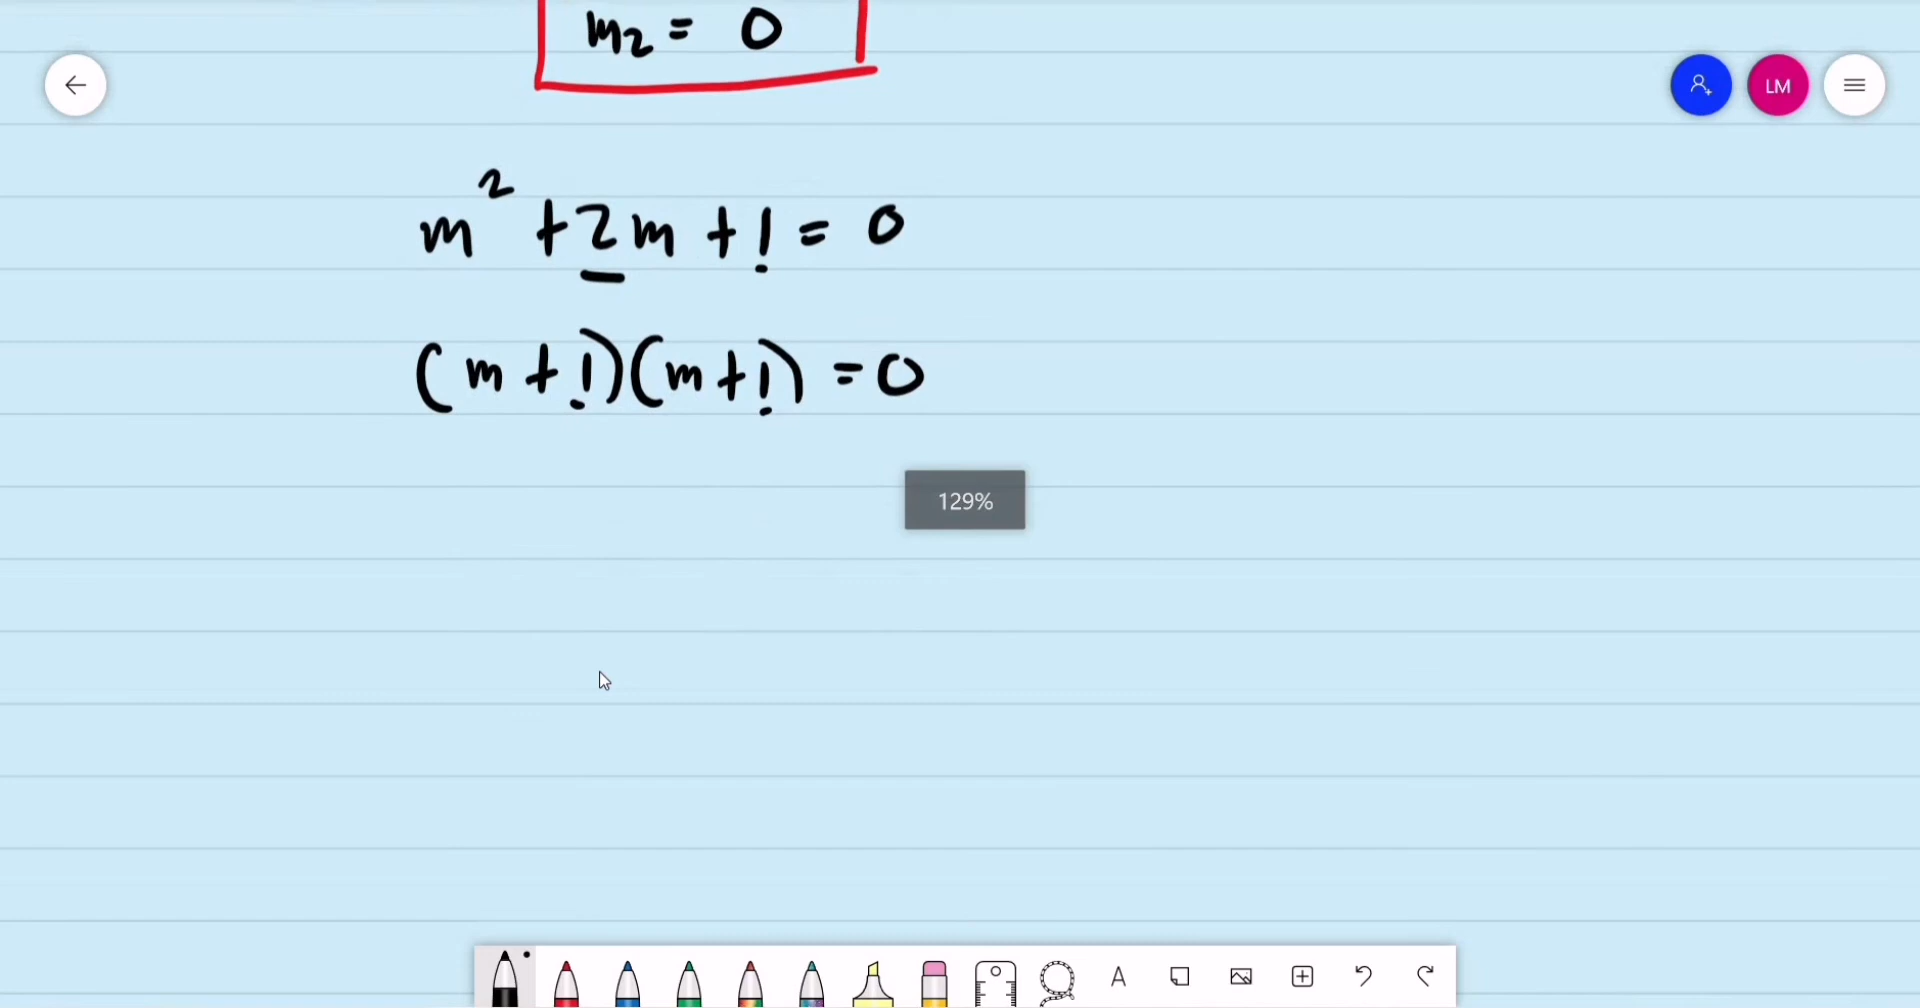 m₂ = 0
LM
m² + 2m + 1 = 0
(m + 1)(m + 1) = 0
129%
A